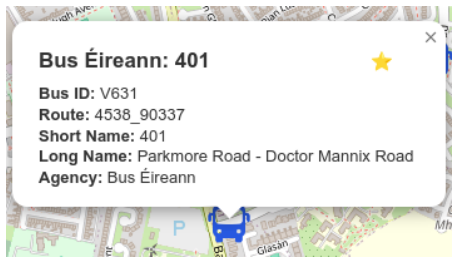 Bus Éireann: 401
⭐
×
Bus ID: V631
Route: 4538_90337
Short Name: 401
Long Name: Parkmore Road - Doctor Mannix Road
Agency: Bus Éireann
P
Glasán